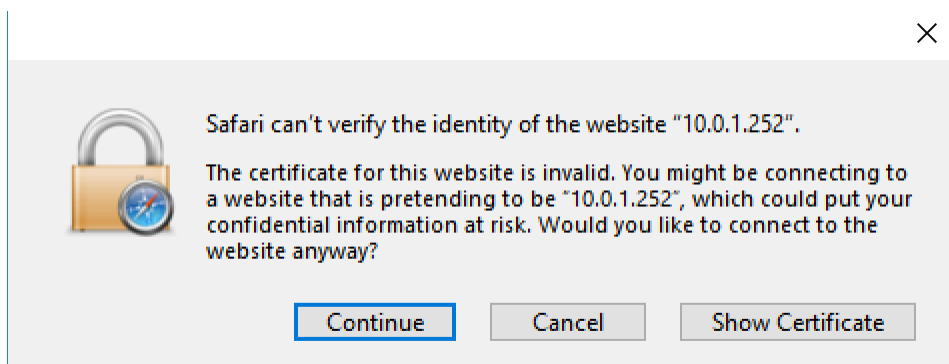 Safari can't verify the identity of the website “10.0.1.252”.
The certificate for this website is invalid. You might be connecting to
a website that is pretending to be “10.0.1.252”, which could put your
confidential information at risk. Would you like to connect to the
website anyway?
Continue Cancel Show Certificate